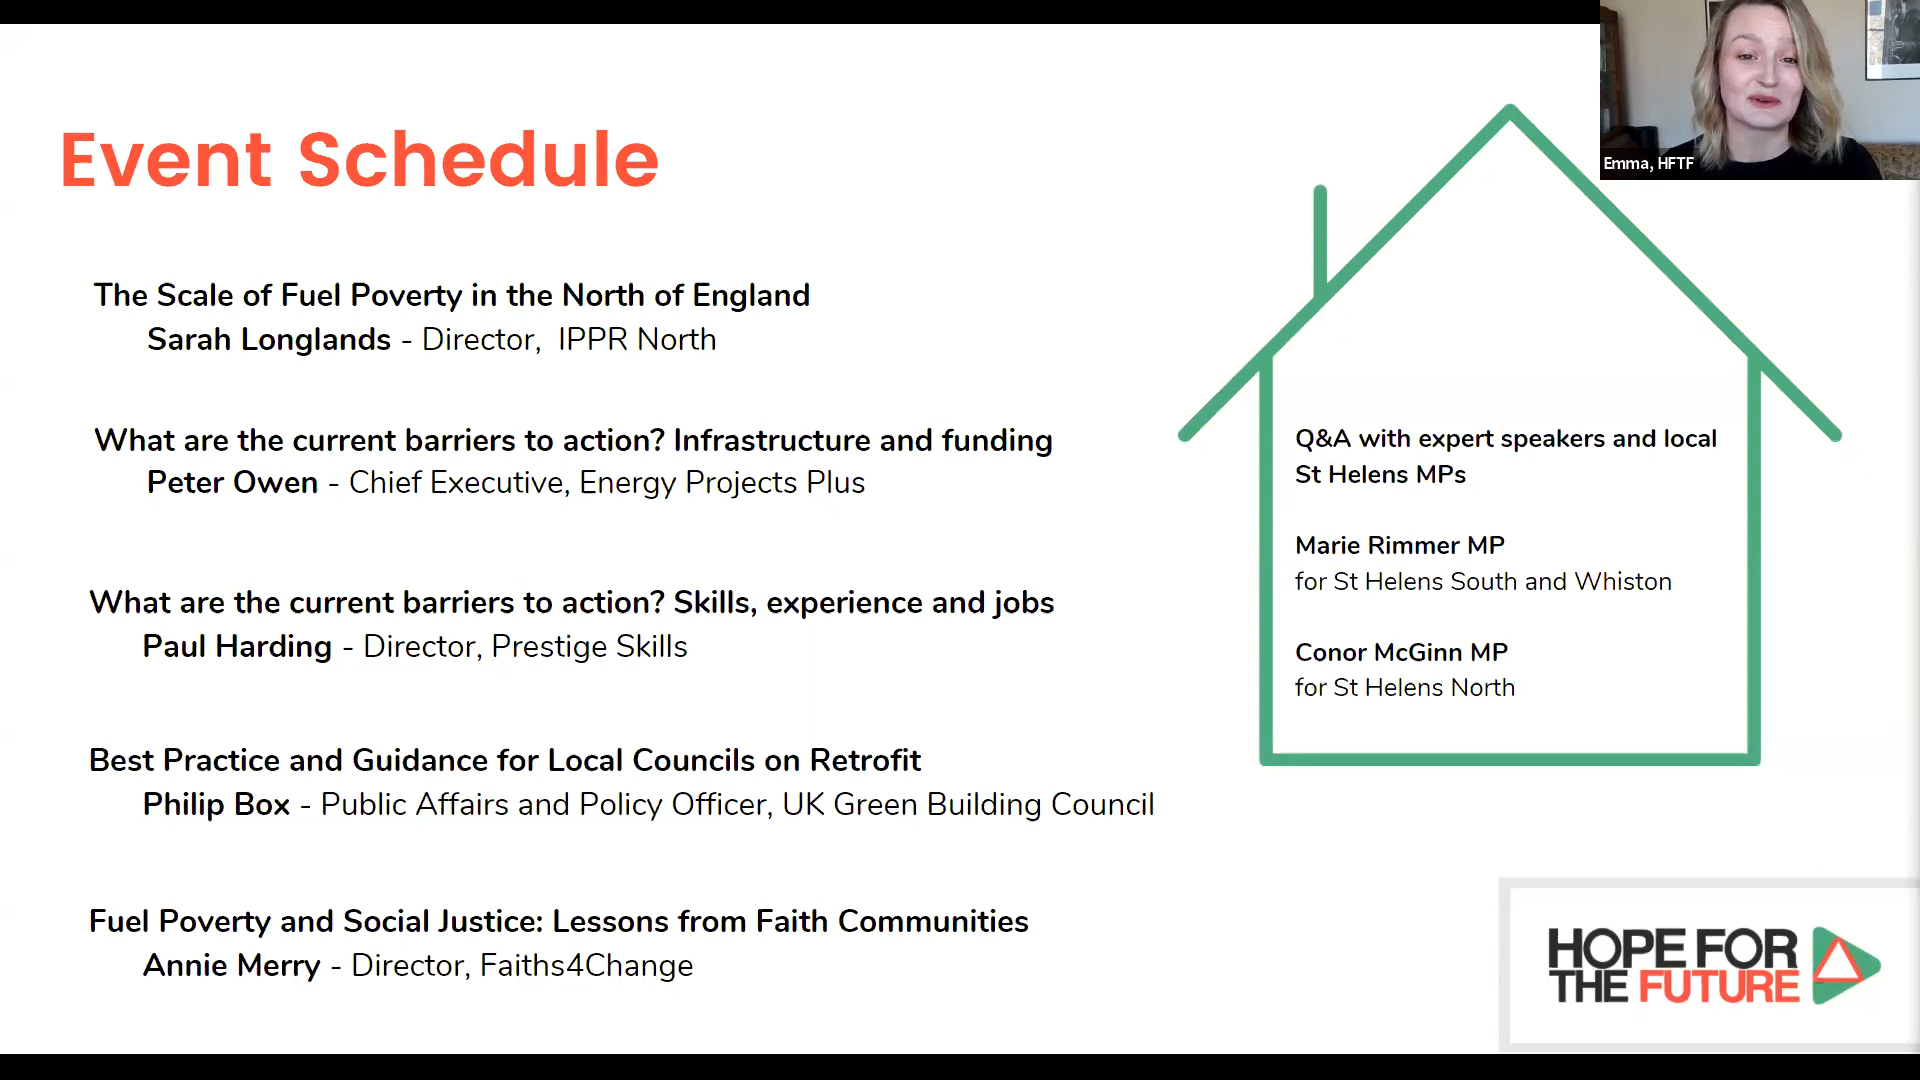 Event Schedule
The Scale of Fuel Poverty in the North of England
Sarah Longlands - Director, IPPR North
What are the current barriers to action? Infrastructure and funding
Peter Owen - Chief Executive, Energy Projects Plus
What are the current barriers to action? Skills, experience and jobs
Paul Harding - Director, Prestige Skills
Best Practice and Guidance for Local Councils on Retrofit
Philip Box - Public Affairs and Policy Officer, UK Green Building Council
Fuel Poverty and Social Justice: Lessons from Faith Communities
Annie Merry - Director, Faiths4Change
Emma, HFTF
Q&A with expert speakers and local
St Helens MPs
Marie Rimmer MP
for St Helens South and Whiston
Conor McGinn MP
for St Helens North
HOPE FOR
THE FUTURE